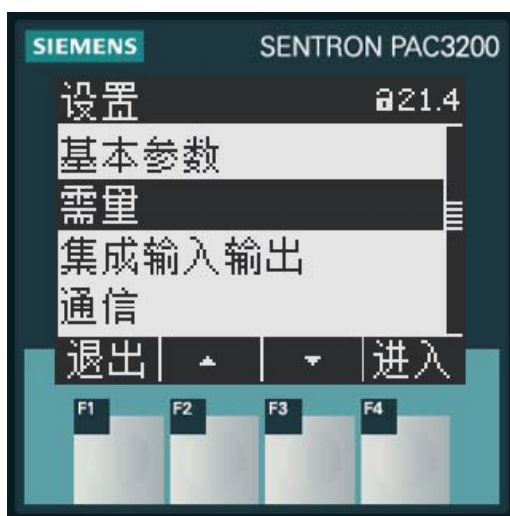 SIEMENS SENTRON PAC3200
设置 21.4
基本参数
需量
集成输入输出
通信
退出 进入
F1 F2 F3 F4